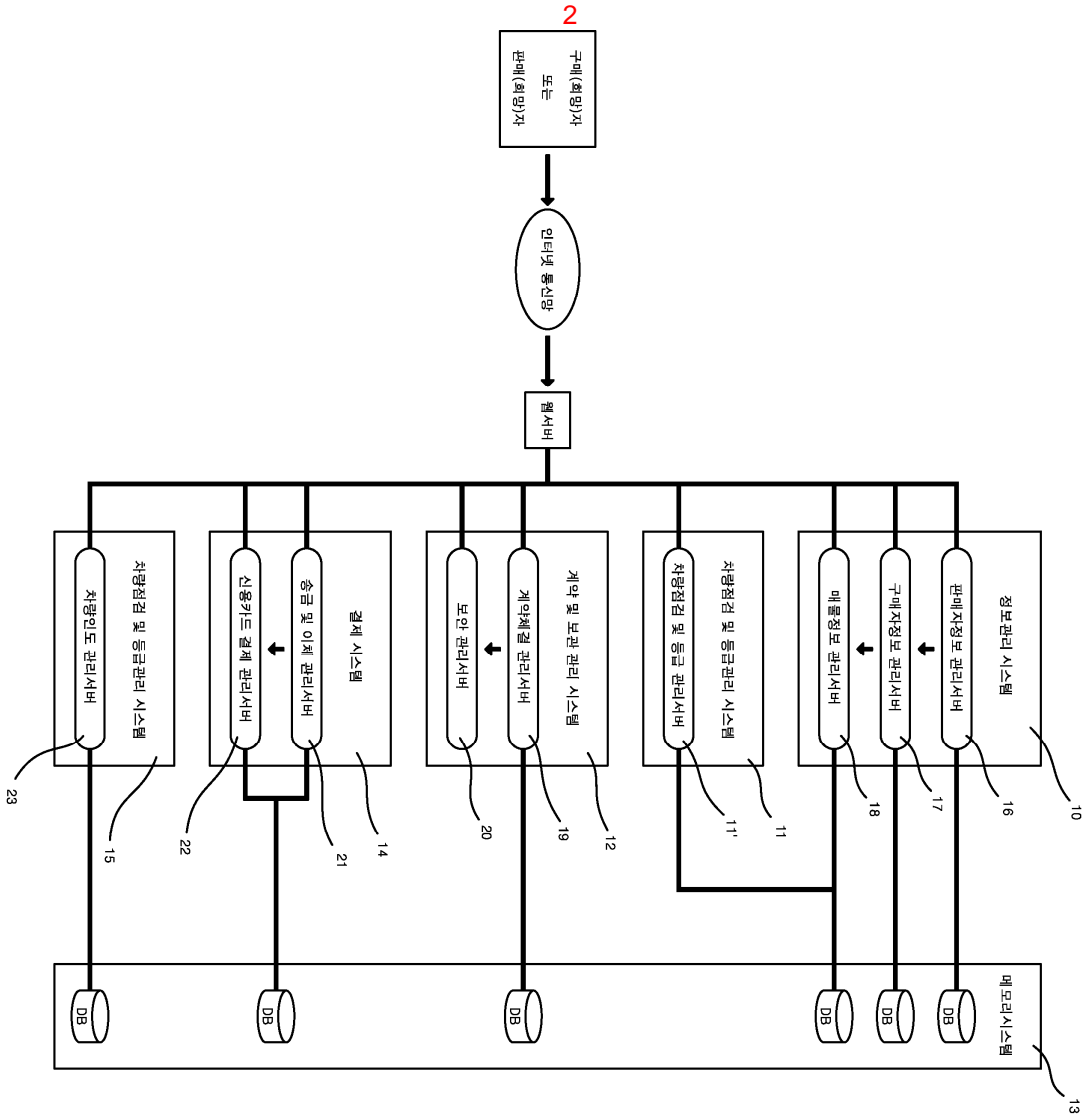 2
구매(희망)자
또는
판매(희망)자
인터넷 통신망
웹서버
정보관리 시스템
판매자정보 관리서버
구매자정보 관리서버
매물정보 관리서버
10
16
17
18
차량점검 및 등급관리 시스템
차량점검 및 등급 관리서버
11
11'
계약 및 보관 관리 시스템
계약체결 관리서버
보안 관리서버
12
19
20
결제 시스템
송금 및 이체 관리서버
신용카드 결제 관리서버
14
21
22
차량점검 및 등급관리 시스템
차량인도 관리서버
15
23
메모리시스템
DB
DB
DB
DB
DB
DB
13